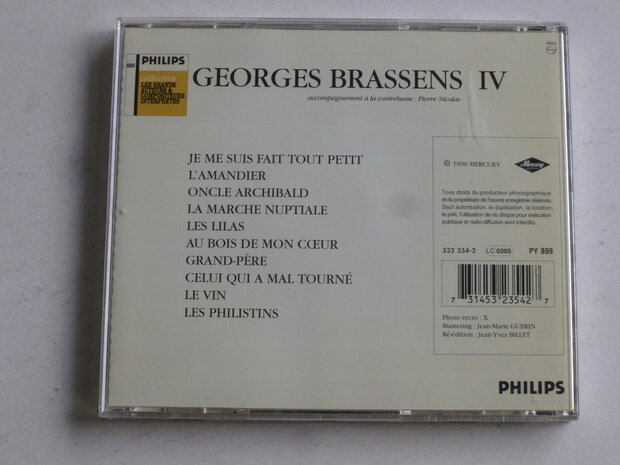 PHILIPS
collection
LES GRANDS
AUTEURS &
COMPOSITEURS
INTERPRETES
GEORGES BRASSENS IV
accompagnement à la contrebasse : Pierre Nicolas
JE ME SUIS FAIT TOUT PETIT
L'AMANDIER
ONCLE ARCHIBALD
LA MARCHE NUPTIALE
LES LILAS
AU BOIS DE MON CŒUR
GRAND-PÈRE
CELUI QUI A MAL TOURNÉ
LE VIN
LES PHILISTINS
© 1996 MERCURY
Mercury
Tous droits du producteur phonographique
et du propriétaire de l'œuvre enregistrée réservés.
Sauf autorisation, la duplication, la location,
le prêt, l'utilisation de ce disque pour exécution
publique et radio-diffusion sont interdits.
532 354-2 LC 0305 PY 899
7 31453 23542 7
Photo recto : X
Mastering : Jean-Marie GUERIN
Ré-édition : Jean-Yves BILLET
PHILIPS